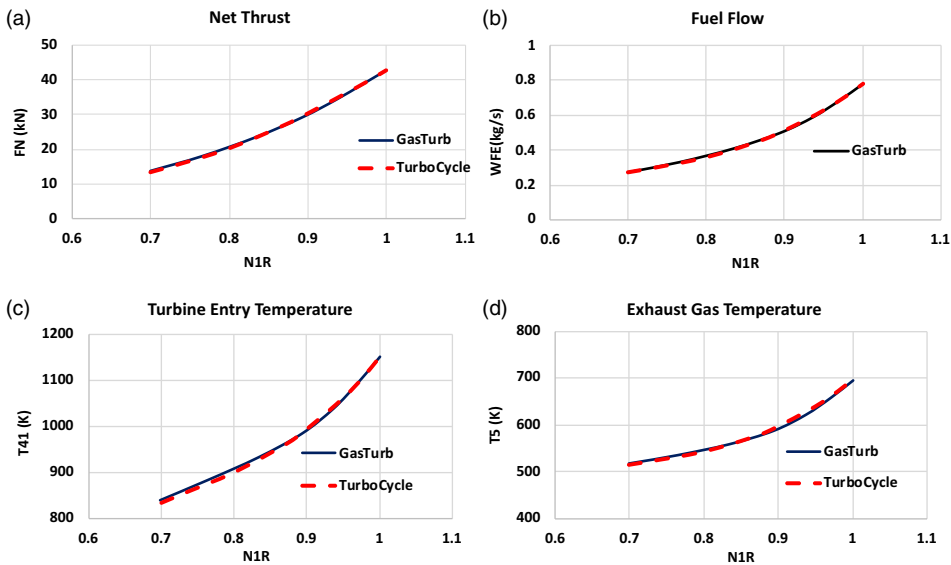 (a)
Net Thrust
50
40
30
20
10
0
FN (kN)
0.6 0.7 0.8 0.9 1 1.1
N1R
GasTurb
TurboCycle
(b)
Fuel Flow
1
0.8
0.6
0.4
0.2
0
WFE(kg/s)
0.6 0.7 0.8 0.9 1 1.1
N1R
GasTurb
(c)
Turbine Entry Temperature
1200
1100
1000
900
800
T41 (K)
0.6 0.7 0.8 0.9 1 1.1
N1R
GasTurb
TurboCycle
(d)
Exhaust Gas Temperature
800
700
600
500
400
T5 (K)
0.6 0.7 0.8 0.9 1 1.1
N1R
GasTurb
TurboCycle